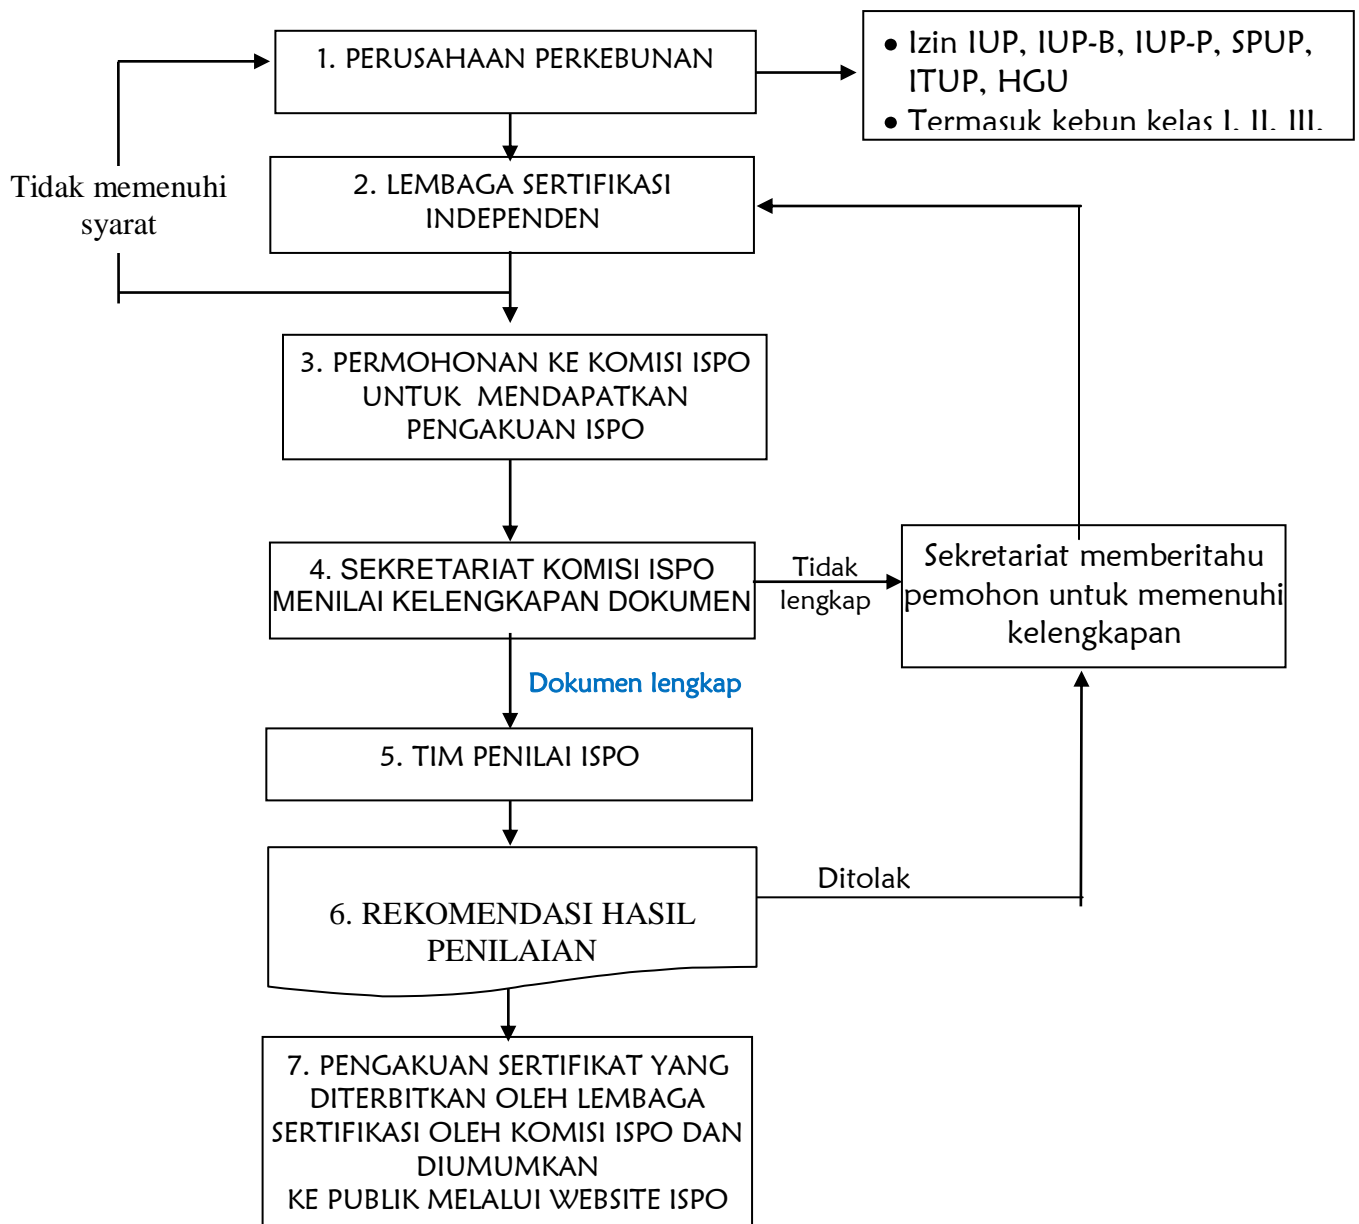 1. PERUSAHAAN PERKEBUNAN
• Izin IUP, IUP-B, IUP-P, SPUP,
ITUP, HGU
• Termasuk kebun kelas I, II, III,
Tidak memenuhi
syarat
2. LEMBAGA SERTIFIKASI
INDEPENDEN
3. PERMOHONAN KE KOMISI ISPO
UNTUK MENDAPATKAN
PENGAKUAN ISPO
4. SEKRETARIAT KOMISI ISPO
MENILAI KELENGKAPAN DOKUMEN
Tidak
lengkap
Sekretariat memberitahu
pemohon untuk memenuhi
kelengkapan
Dokumen lengkap
5. TIM PENILAI ISPO
6. REKOMENDASI HASIL
PENILAIAN
Ditolak
7. PENGAKUAN SERTIFIKAT YANG
DITERBITKAN OLEH LEMBAGA
SERTIFIKASI OLEH KOMISI ISPO DAN
DIUMUMKAN
KE PUBLIK MELALUI WEBSITE ISPO